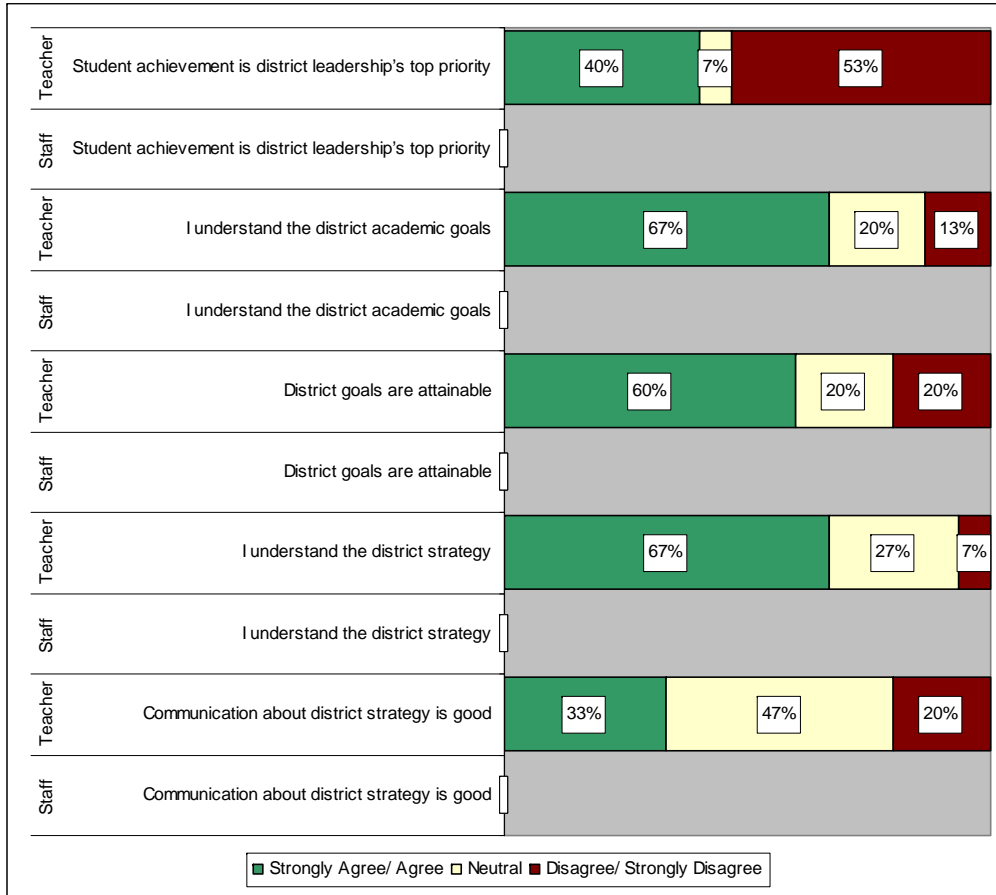 Teacher
Student achievement is district leadership’s top priority
40%
7%
53%
Staff
Student achievement is district leadership’s top priority
Teacher
I understand the district academic goals
67%
20%
13%
Staff
I understand the district academic goals
Teacher
District goals are attainable
60%
20%
20%
Staff
District goals are attainable
Teacher
I understand the district strategy
67%
27%
7%
Staff
I understand the district strategy
Teacher
Communication about district strategy is good
33%
47%
20%
Staff
Communication about district strategy is good
Strongly Agree/ Agree
Neutral
Disagree/ Strongly Disagree